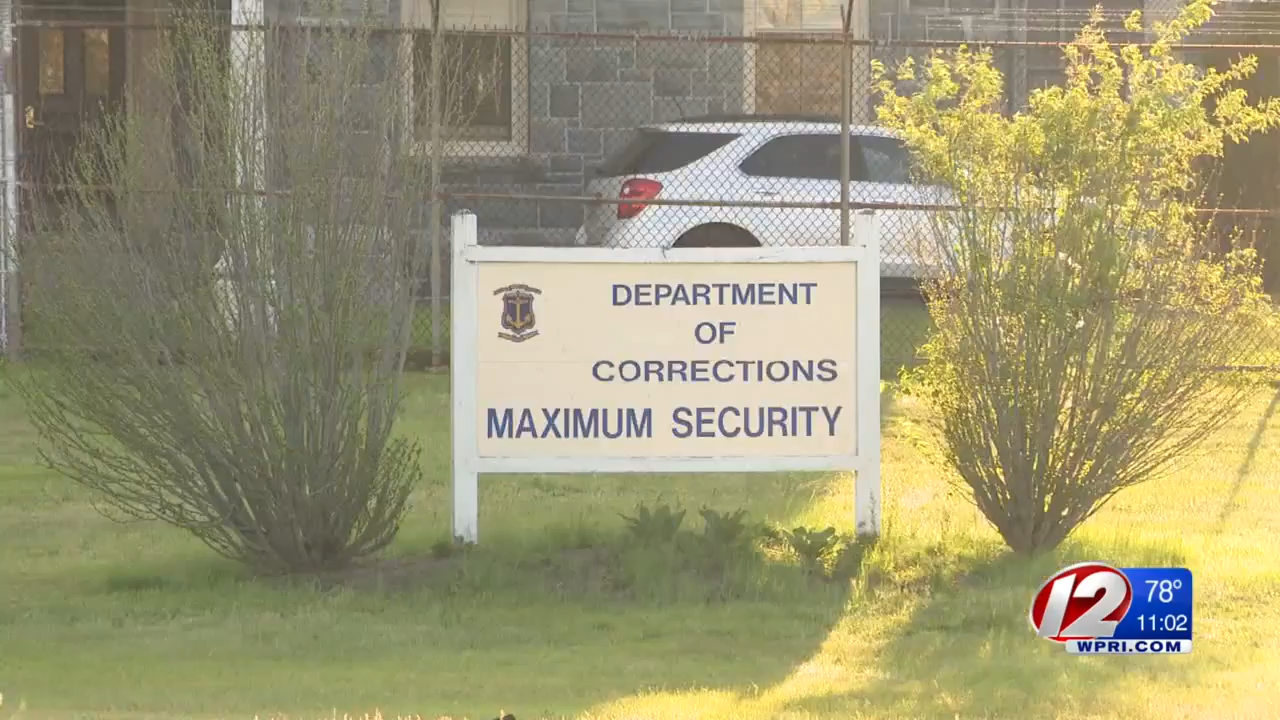 DEPARTMENT
OF
CORRECTIONS
MAXIMUM SECURITY
12
78°
11:02
WPRI.COM